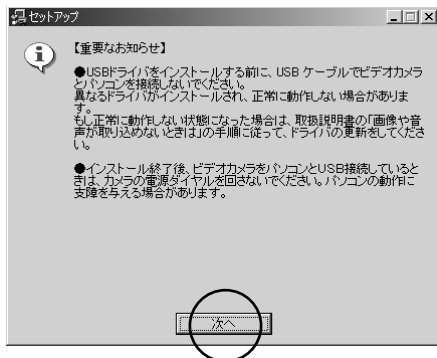 セットアップ
【重要なお知らせ】
●USBドライバをインストールする前に、USB ケーブルでビデオカメラ
とパソコンを接続しないでください。
異なるドライバがインストールされ、正常に動作しない場合がありま
す。
もし正常に動作しない状態になった場合は、取扱説明書の「画像や音
声が取り込めないときは」の手順に従って、ドライバの更新をしてくださ
い。
●インストール終了後、ビデオカメラをパソコンとUSB接続していると
きは、カメラの電源ダイヤルを回さないでください。パソコンの動作に
支障を与える場合があります。
次へ